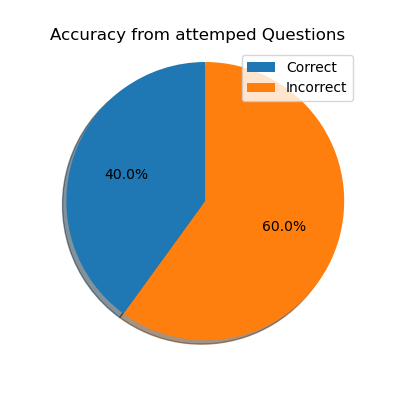 Accuracy from attemped Questions
Correct
Incorrect
40.0%
60.0%